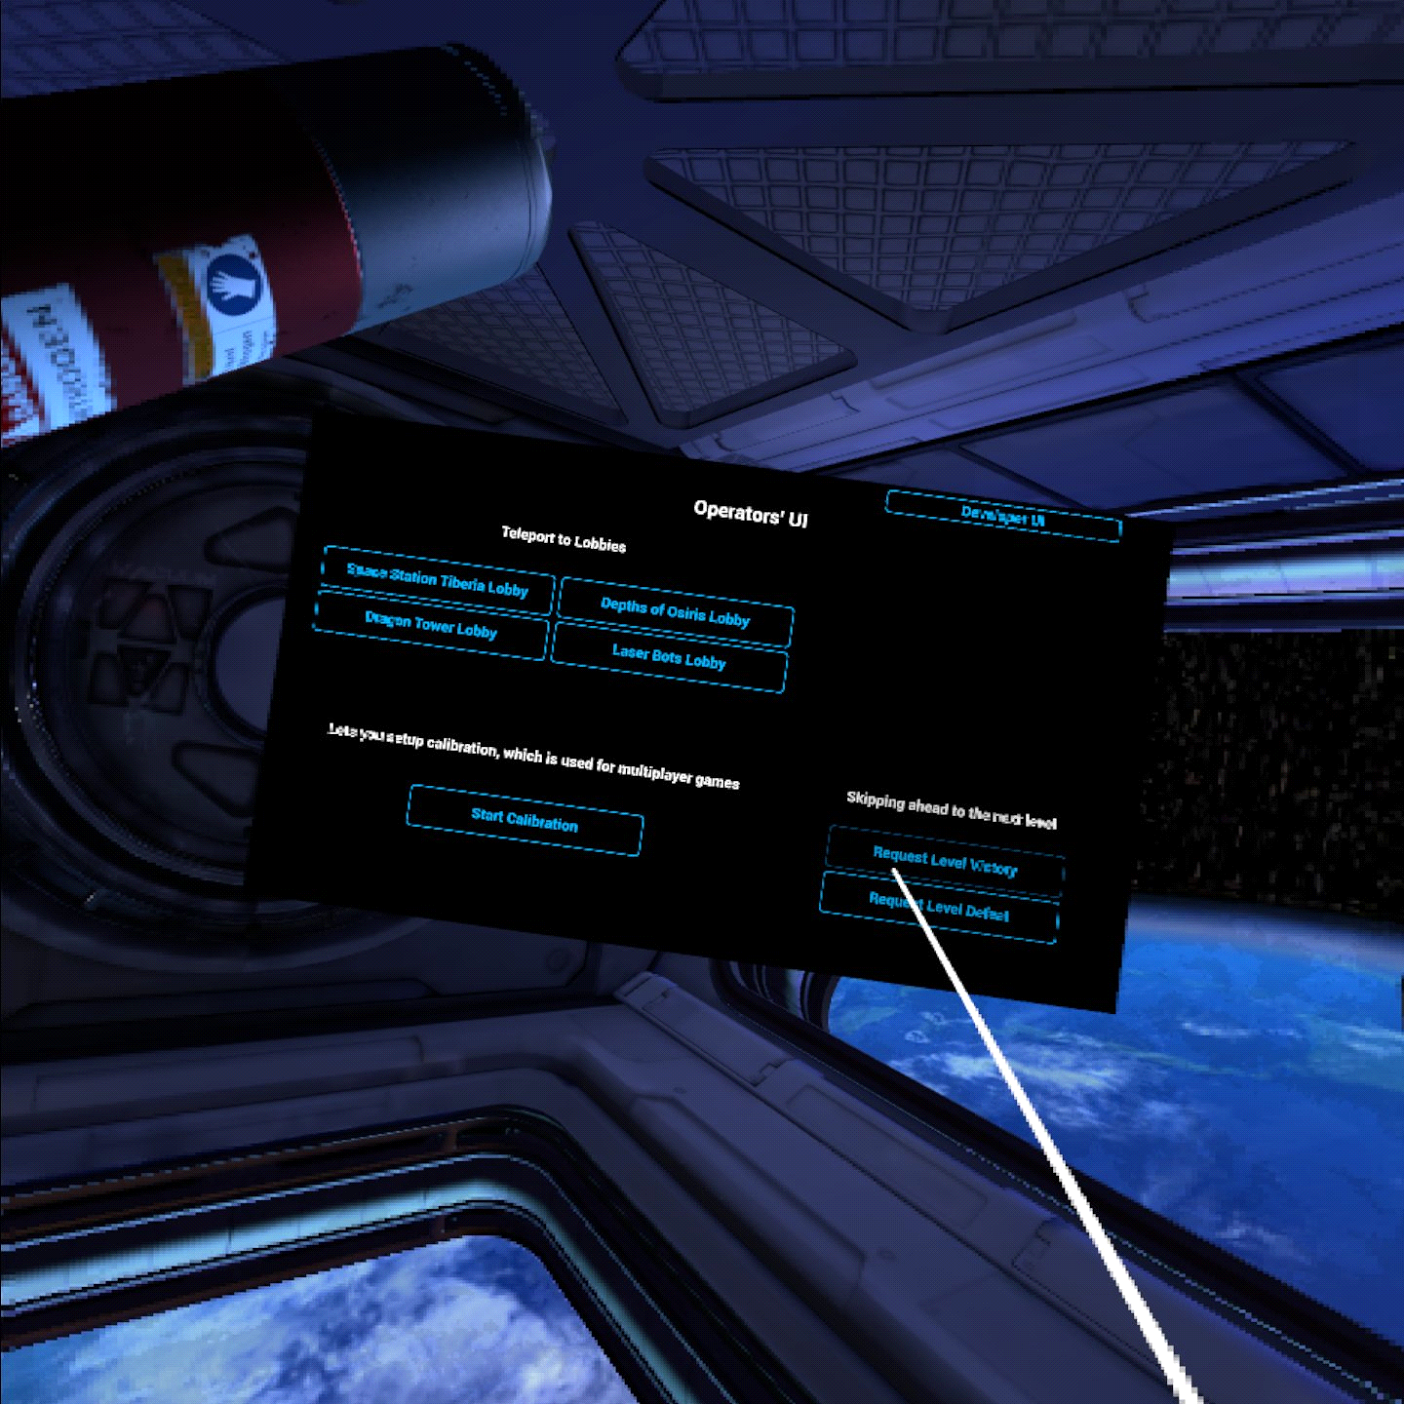 Operators' UI
Developer UI
Teleport to Lobbies
Space Station Tiberia Lobby
Depths of Osiris Lobby
Dragon Tower Lobby
Laser Bots Lobby
Lets you setup calibration, which is used for multiplayer games
Start Calibration
Skipping ahead to the next level
Request Level Victory
Request Level Defeat